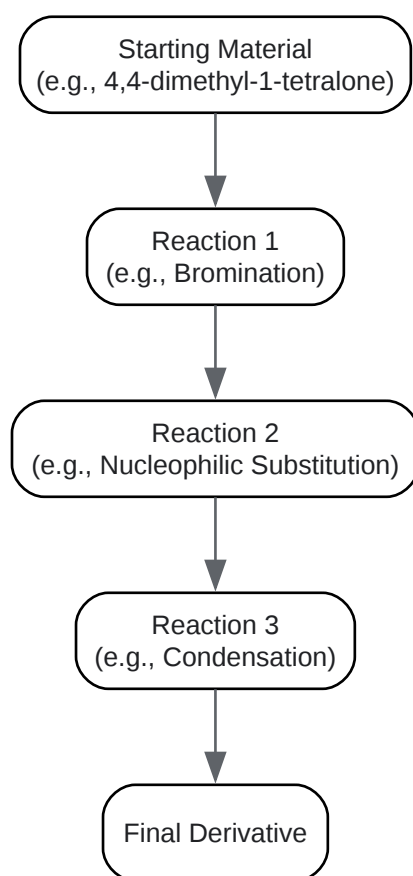 Starting Material
(e.g., 4,4-dimethyl-1-tetralone)
Reaction 1
(e.g., Bromination)
Reaction 2
(e.g., Nucleophilic Substitution)
Reaction 3
(e.g., Condensation)
Final Derivative